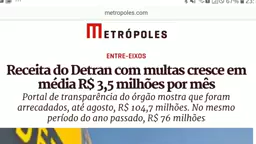 23
metropoles.com
METRÓPOLES
ENTRE-EIXOS
Receita do Detran com multas cresce em
média R$ 3,5 milhões por mês
Portal de transparência do órgão mostra que foram
arrecadados, até agosto, R$ 104,7 milhões. No mesmo
período do ano passado, R$ 76 milhões